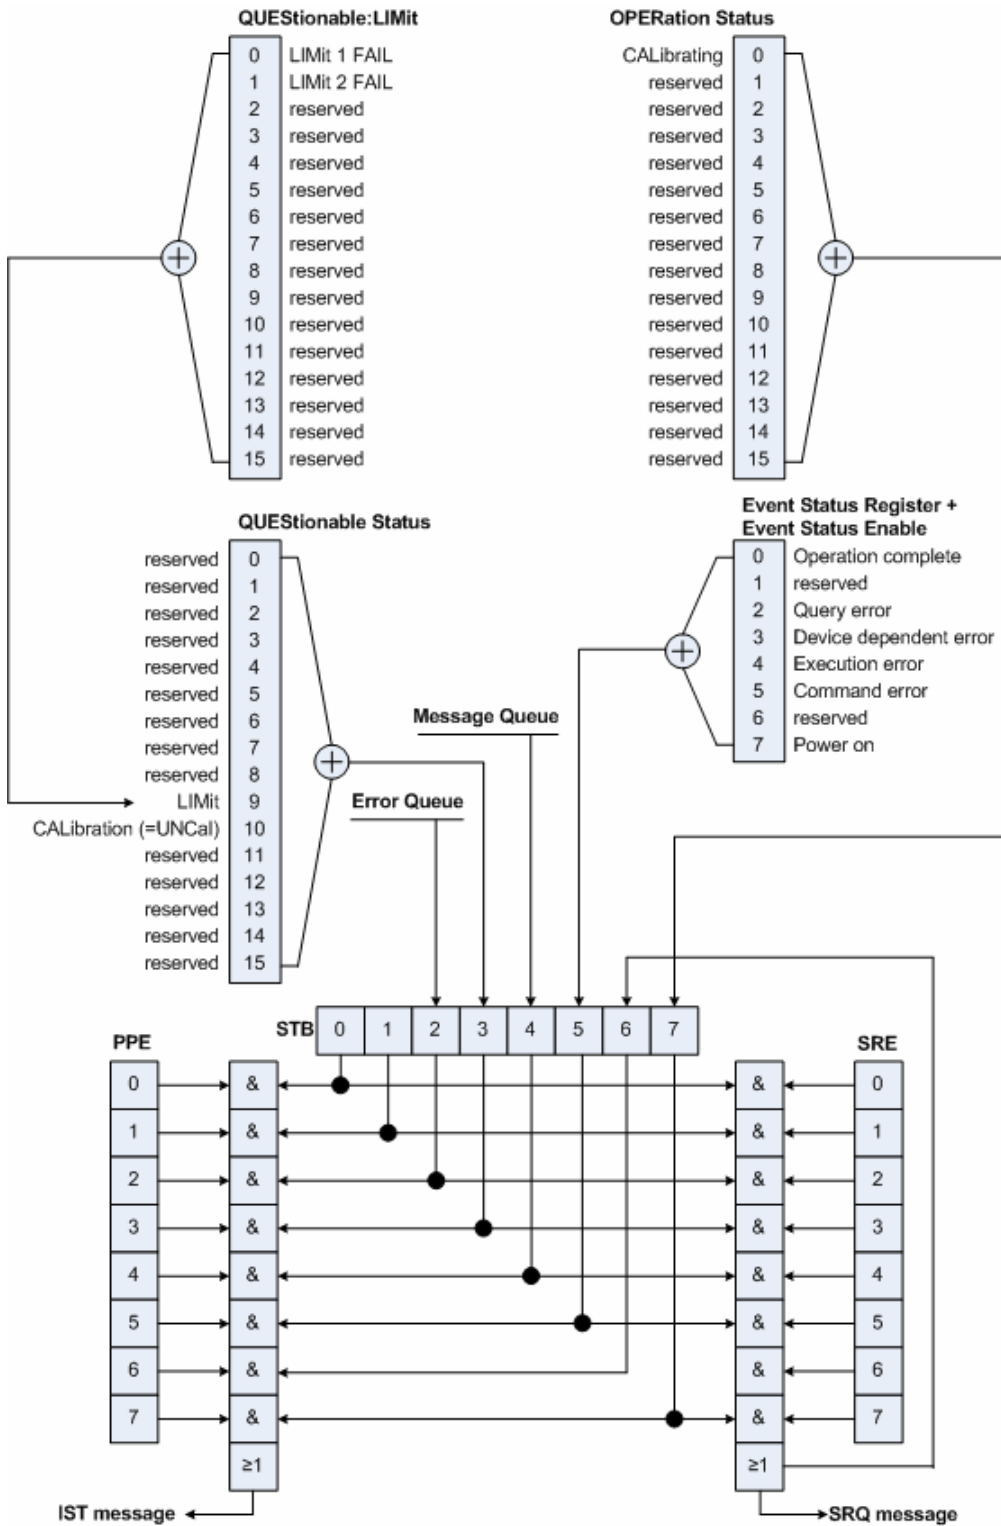 QUEStionable:LIMit
0 LIMit 1 FAIL
1 LIMit 2 FAIL
2 reserved
3 reserved
4 reserved
5 reserved
6 reserved
7 reserved
8 reserved
9 reserved
10 reserved
11 reserved
12 reserved
13 reserved
14 reserved
15 reserved
+
OPERation Status
CALibrating 0
reserved 1
reserved 2
reserved 3
reserved 4
reserved 5
reserved 6
reserved 7
reserved 8
reserved 9
reserved 10
reserved 11
reserved 12
reserved 13
reserved 14
reserved 15
+
QUEStionable Status
reserved 0
reserved 1
reserved 2
reserved 3
reserved 4
reserved 5
reserved 6
reserved 7
reserved 8
LIMit 9
CALibration (=UNCal) 10
reserved 11
reserved 12
reserved 13
reserved 14
reserved 15
+
Event Status Register +
Event Status Enable
0 Operation complete
1 reserved
2 Query error
3 Device dependent error
4 Execution error
5 Command error
6 reserved
7 Power on
+
Message Queue
Error Queue
STB 0 1 2 3 4 5 6 7
PPE SRE
0 & & 0
1 & & 1
2 & & 2
3 & & 3
4 & & 4
5 & & 5
6 & & 6
7 & & 7
≥1 ≥1
IST message SRQ message